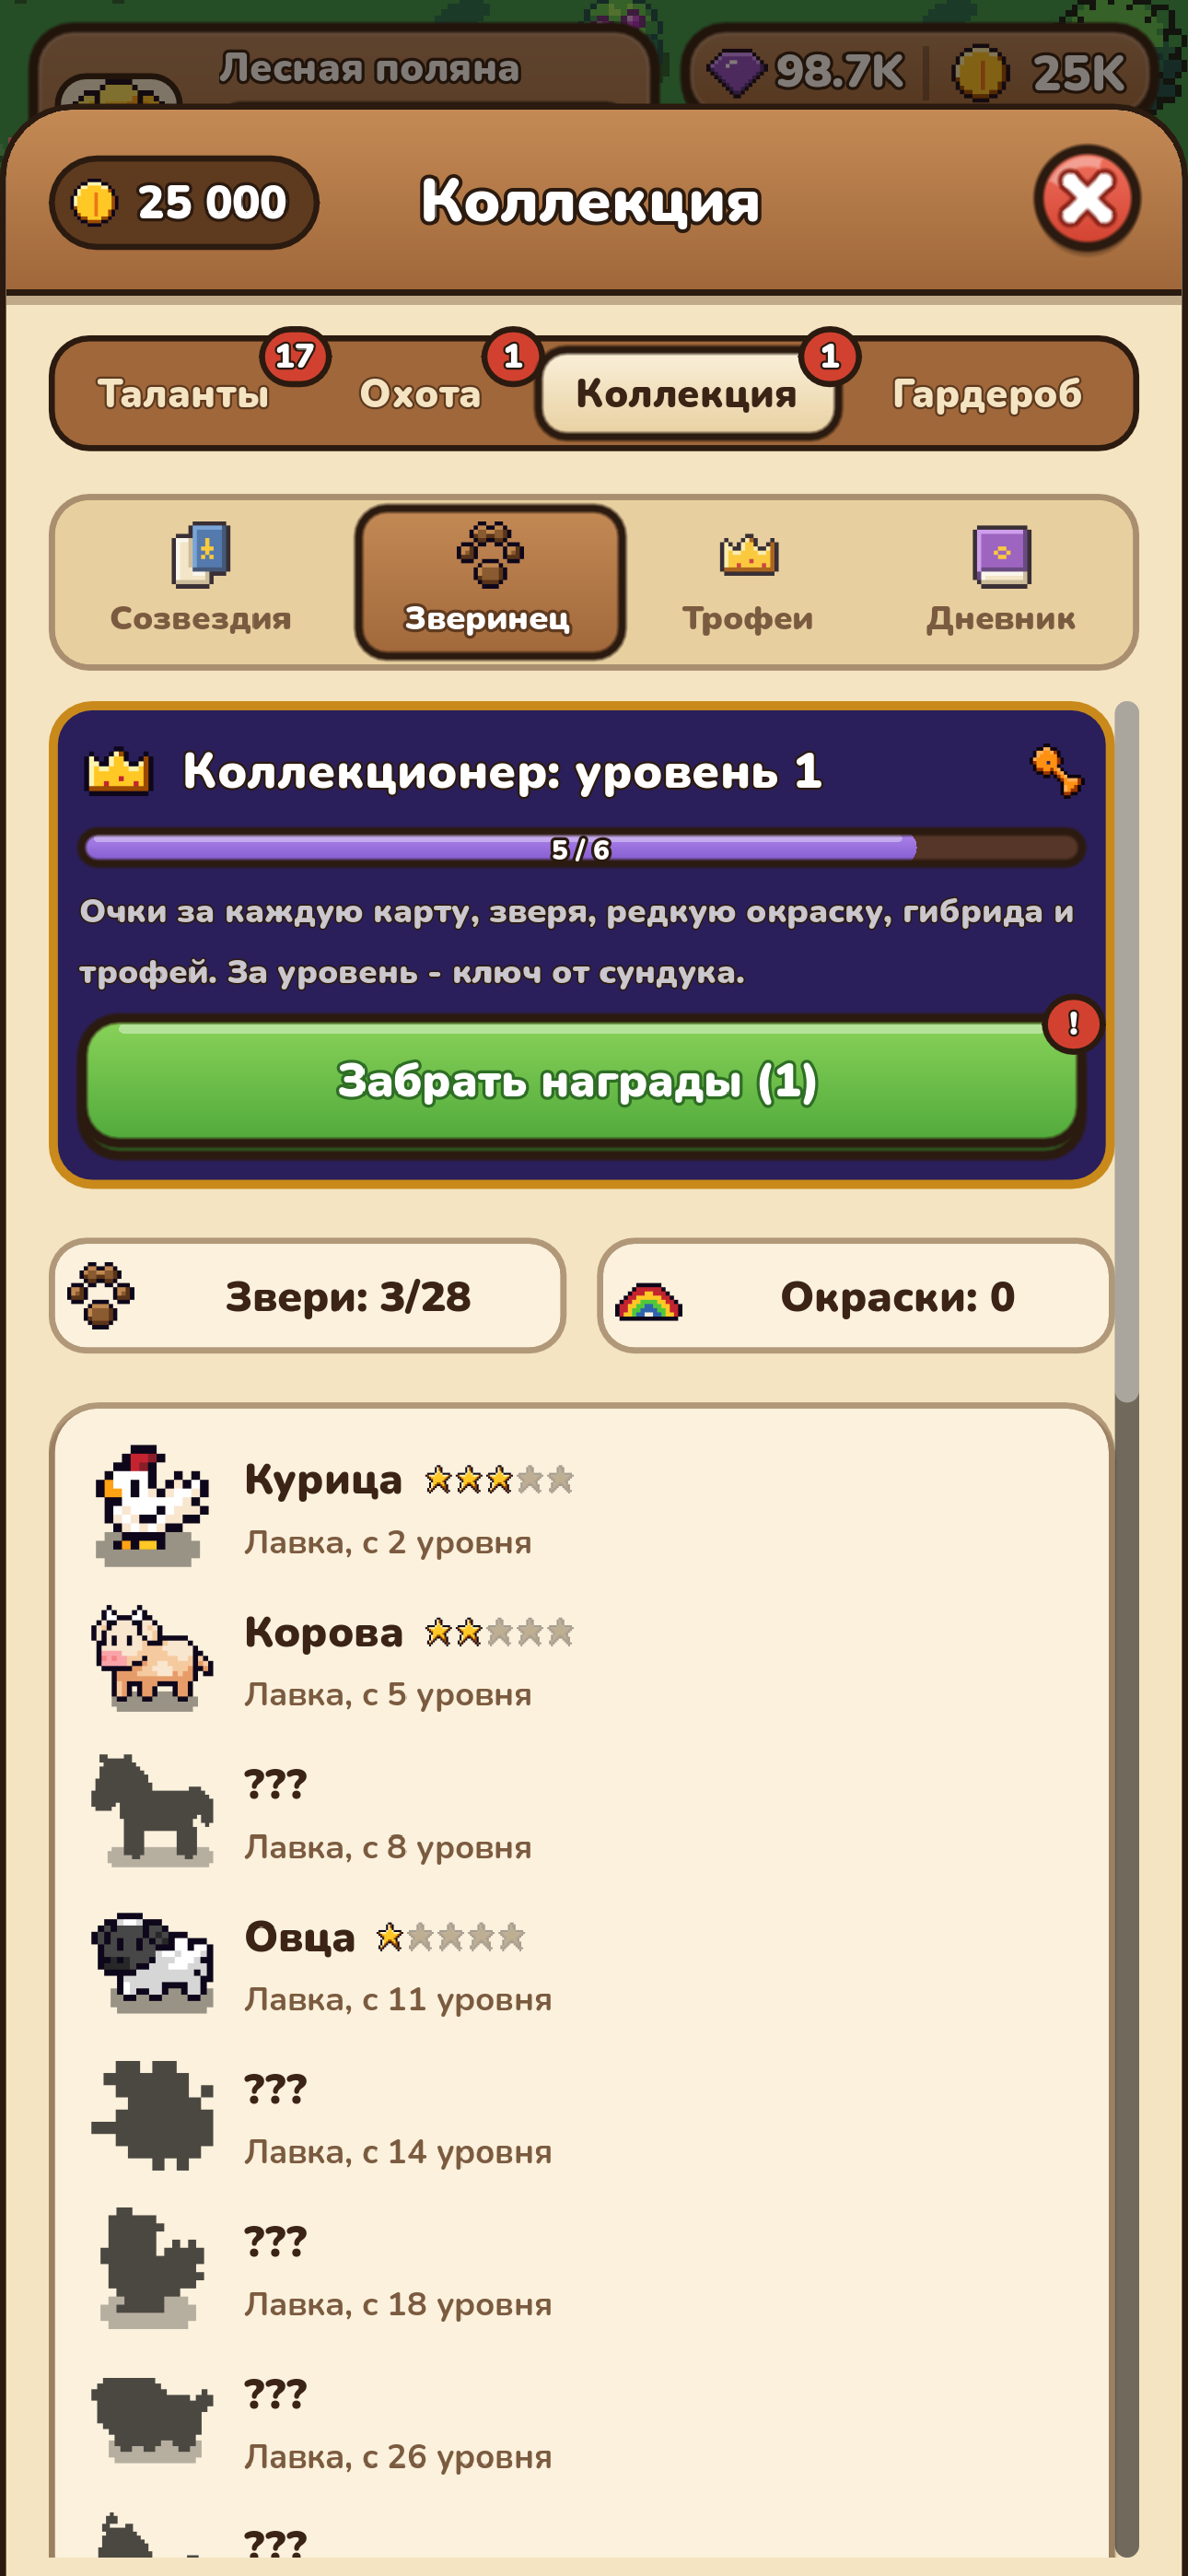 Лесная поляна
98.7K
25K
25 000
Коллекция
17
1
1
Таланты
Охота
Коллекция
Гардероб
Созвездия
Зверинец
Трофеи
Дневник
Коллекционер: уровень 1
5 / 6
Очки за каждую карту, зверя, редкую окраску, гибрида и
трофей. За уровень - ключ от сундука.
!
Забрать награды (1)
Звери: 3/28
Окраски: 0
Курица
Лавка, с 2 уровня
Корова
Лавка, с 5 уровня
???
Лавка, с 8 уровня
Овца
Лавка, с 11 уровня
???
Лавка, с 14 уровня
???
Лавка, с 18 уровня
???
Лавка, с 26 уровня
???